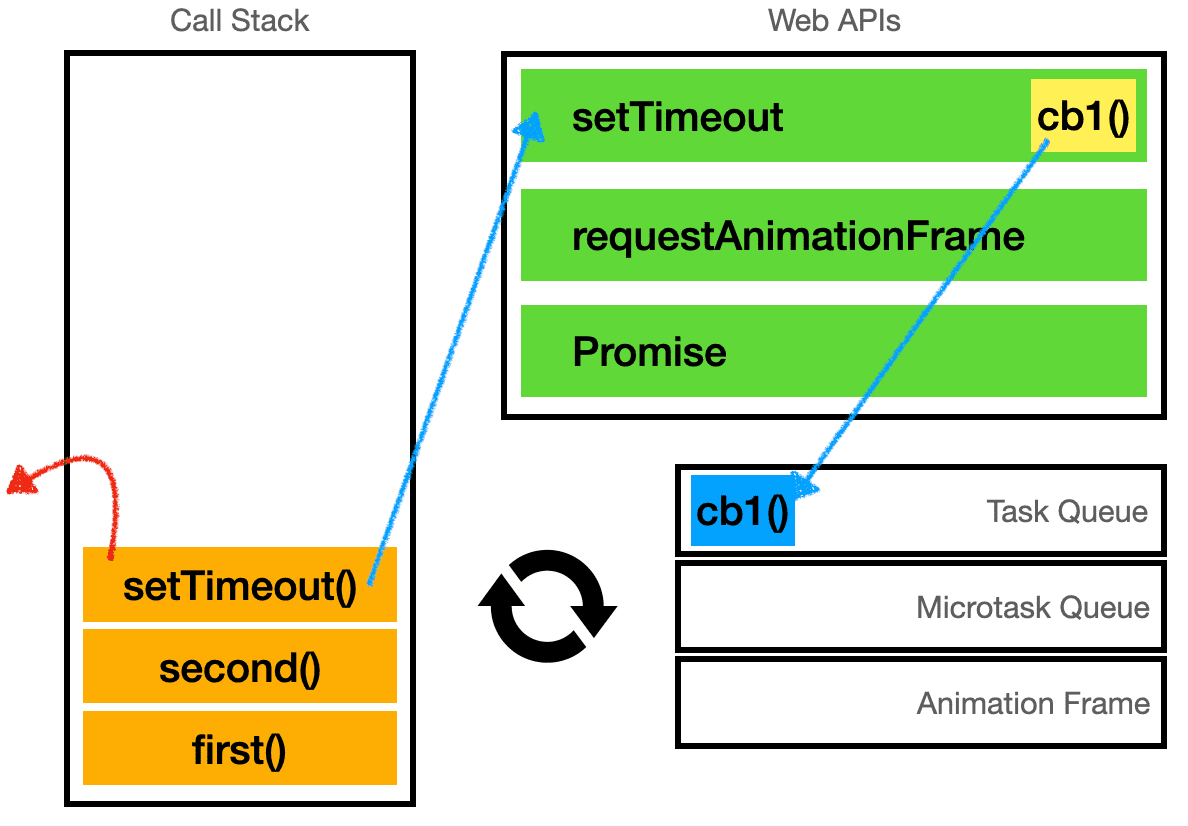 Call Stack
Web APIs
setTimeout
cb1()
requestAnimationFrame
Promise
cb1()
Task Queue
setTimeout()
second()
first()
Microtask Queue
Animation Frame